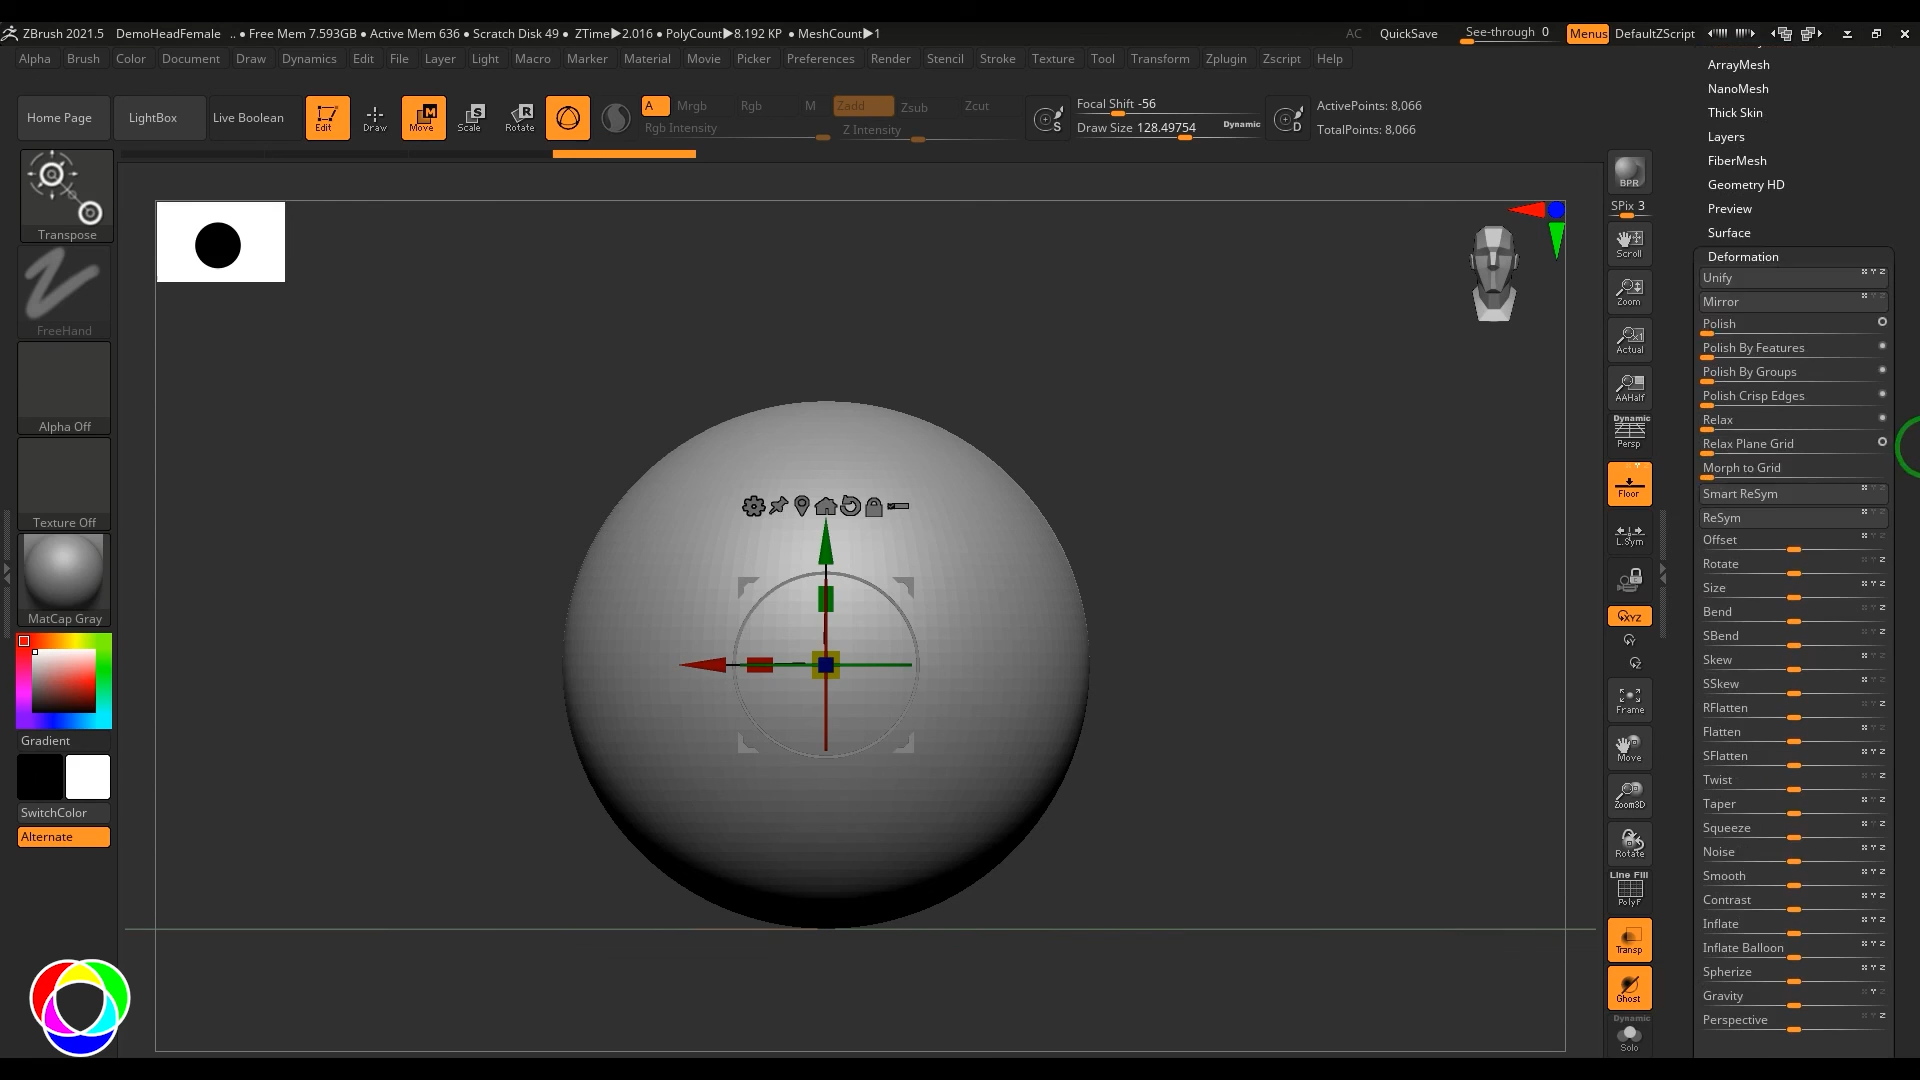 ZBrush 2021.5 DemoHeadFemale .. • Free Mem 7.593GB • Active Mem 636 • Scratch Disk 49 • ZTime▶2.016 • PolyCount▶8.192 KP • MeshCount▶1 AC QuickSave See-through 0 Menus DefaultZScript
Alpha Brush Color Document Draw Dynamics Edit File Layer Light Macro Marker Material Movie Picker Preferences Render Stencil Stroke Texture Tool Transform Zplugin Zscript Help
Home Page LightBox Live Boolean Edit Draw Move Scale Rotate
A Mrgb Rgb M Zadd Zsub Zcut
Rgb Intensity Z Intensity
Focal Shift -56
Draw Size 128.49754 Dynamic
ActivePoints: 8,066
TotalPoints: 8,066
Transpose
FreeHand
Alpha Off
Texture Off
MatCap Gray
Gradient
SwitchColor
Alternate
BPR
SPix 3
Scroll
Zoom
Actual
AAHalf
Dynamic
Persp
Floor
L.Sym
XYZ
Y
Z
Frame
Move
Zoom3D
Rotate
Line Fill
PolyF
Transp
Ghost
Dynamic
Solo
ArrayMesh
NanoMesh
Thick Skin
Layers
FiberMesh
Geometry HD
Preview
Surface
Deformation
Unify
Mirror
Polish
Polish By Features
Polish By Groups
Polish Crisp Edges
Relax
Relax Plane Grid
Morph to Grid
Smart ReSym
ReSym
Offset
Rotate
Size
Bend
SBend
Skew
SSkew
RFlatten
Flatten
SFlatten
Twist
Taper
Squeeze
Noise
Smooth
Contrast
Inflate
Inflate Balloon
Spherize
Gravity
Perspective